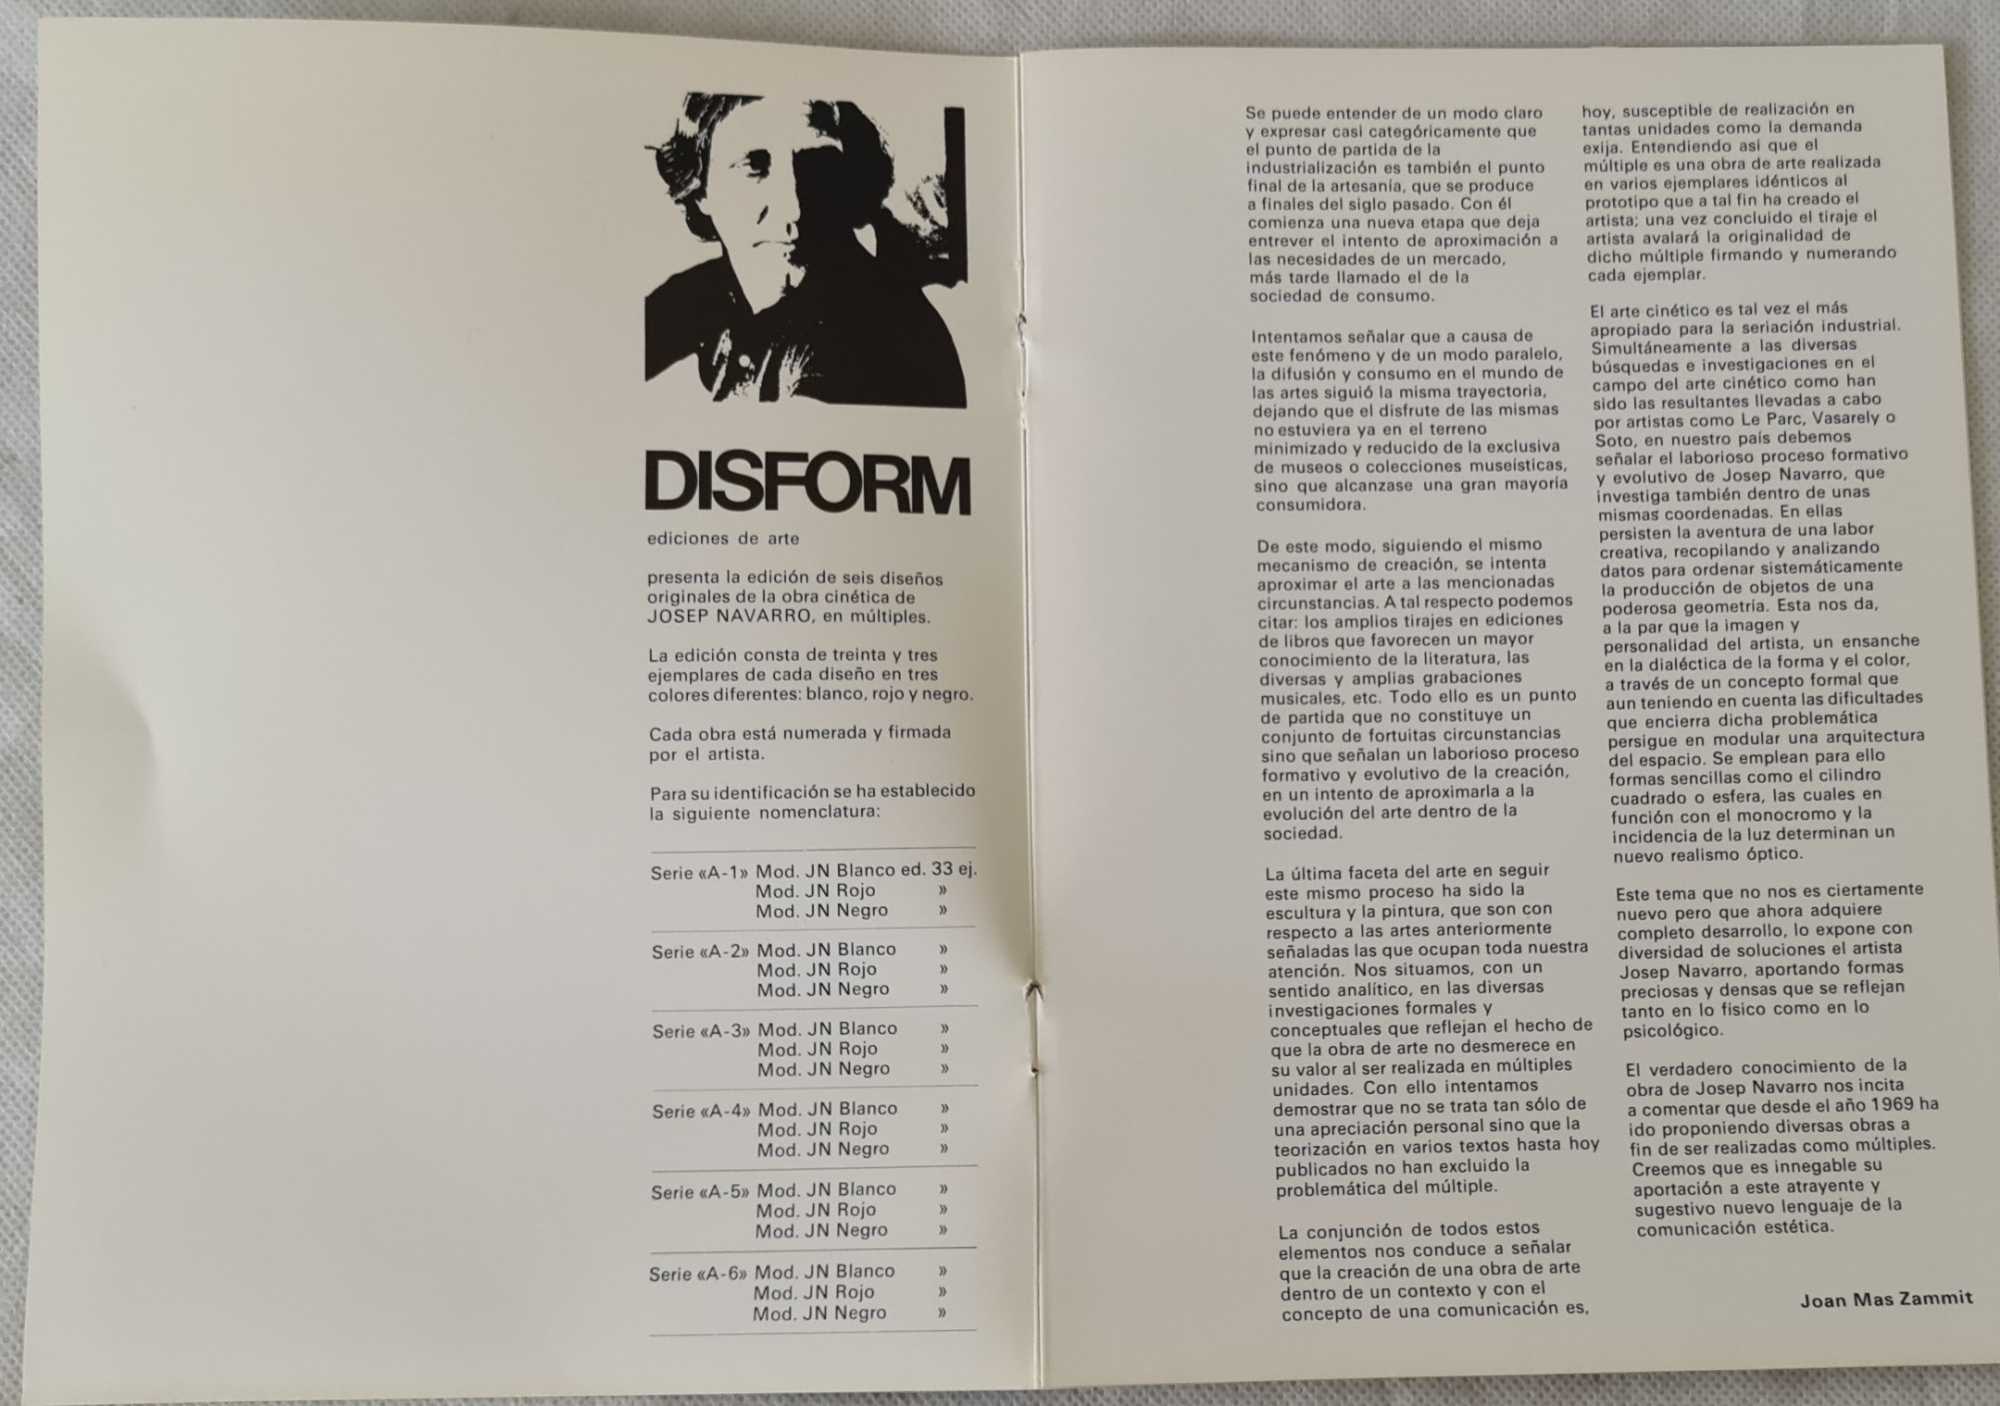 DISFORM
ediciones de arte
presenta la edición de seis diseños
originales de la obra cinética de
JOSEP NAVARRO, en múltiples.
La edición consta de treinta y tres
ejemplares de cada diseño en tres
colores diferentes: blanco, rojo y negro.
Cada obra está numerada y firmada
por el artista.
Para su identificación se ha establecido
la siguiente nomenclatura:
Serie «A-1» Mod. JN Blanco ed. 33 ej.
Mod. JN Rojo »
Mod. JN Negro »
Serie «A-2» Mod. JN Blanco »
Mod. JN Rojo »
Mod. JN Negro »
Serie «A-3» Mod. JN Blanco »
Mod. JN Rojo »
Mod. JN Negro »
Serie «A-4» Mod. JN Blanco »
Mod. JN Rojo »
Mod. JN Negro »
Serie «A-5» Mod. JN Blanco »
Mod. JN Rojo »
Mod. JN Negro »
Serie «A-6» Mod. JN Blanco »
Mod. JN Rojo »
Mod. JN Negro »
Se puede entender de un modo claro
y expresar casi categóricamente que
el punto de partida de la
industrialización es también el punto
final de la artesanía, que se produce
a finales del siglo pasado. Con él
comienza una nueva etapa que deja
entrever el intento de aproximación a
las necesidades de un mercado,
más tarde llamado el de la
sociedad de consumo.
Intentamos señalar que a causa de
este fenómeno y de un modo paralelo,
la difusión y consumo en el mundo de
las artes siguió la misma trayectoria,
dejando que el disfrute de las mismas
no estuviera ya en el terreno
minimizado y reducido de la exclusiva
de museos o colecciones museísticas,
sino que alcanzase una gran mayoría
consumidora.
De este modo, siguiendo el mismo
mecanismo de creación, se intenta
aproximar el arte a las mencionadas
circunstancias. A tal respecto podemos
citar: los amplios tirajes en ediciones
de libros que favorecen un mayor
conocimiento de la literatura, las
diversas y amplias grabaciones
musicales, etc. Todo ello es un punto
de partida que no constituye un
conjunto de fortuitas circunstancias
sino que señalan un laborioso proceso
formativo y evolutivo de la creación,
en un intento de aproximarla a la
evolución del arte dentro de la
sociedad.
La última faceta del arte en seguir
este mismo proceso ha sido la
escultura y la pintura, que son con
respecto a las artes anteriormente
señaladas las que ocupan toda nuestra
atención. Nos situamos, con un
sentido analítico, en las diversas
investigaciones formales y
conceptuales que reflejan el hecho de
que la obra de arte no desmerece en
su valor al ser realizada en múltiples
unidades. Con ello intentamos
demostrar que no se trata tan sólo de
una apreciación personal sino que la
teorización en varios textos hasta hoy
publicados no han excluido la
problemática del múltiple.
La conjunción de todos estos
elementos nos conduce a señalar
que la creación de una obra de arte
dentro de un contexto y con el
concepto de una comunicación es,
hoy, susceptible de realización en
tantas unidades como la demanda
exija. Entendiendo así que el
múltiple es una obra de arte realizada
en varios ejemplares idénticos al
prototipo que a tal fin ha creado el
artista; una vez concluido el tiraje el
artista avalará la originalidad de
dicho múltiple firmando y numerando
cada ejemplar.
El arte cinético es tal vez el más
apropiado para la seriación industrial.
Simultáneamente a las diversas
búsquedas e investigaciones en el
campo del arte cinético como han
sido las resultantes llevadas a cabo
por artistas como Le Parc, Vasarely o
Soto, en nuestro país debemos
señalar el laborioso proceso formativo
y evolutivo de Josep Navarro, que
investiga también dentro de unas
mismas coordenadas. En ellas
persisten la aventura de una labor
creativa, recopilando y analizando
datos para ordenar sistemáticamente
la producción de objetos de una
poderosa geometría. Esta nos da,
a la par que la imagen y
personalidad del artista, un ensanche
en la dialéctica de la forma y el color,
a través de un concepto formal que
aun teniendo en cuenta las dificultades
que encierra dicha problemática
persigue en modular una arquitectura
del espacio. Se emplean para ello
formas sencillas como el cilindro
cuadrado o esfera, las cuales en
función con el monocromo y la
incidencia de la luz determinan un
nuevo realismo óptico.
Este tema que no nos es ciertamente
nuevo pero que ahora adquiere
completo desarrollo, lo expone con
diversidad de soluciones el artista
Josep Navarro, aportando formas
preciosas y densas que se reflejan
tanto en lo físico como en lo
psicológico.
El verdadero conocimiento de la
obra de Josep Navarro nos incita
a comentar que desde el año 1969 ha
ido proponiendo diversas obras a
fin de ser realizadas como múltiples.
Creemos que es innegable su
aportación a este atrayente y
sugestivo nuevo lenguaje de la
comunicación estética.
Joan Mas Zammit